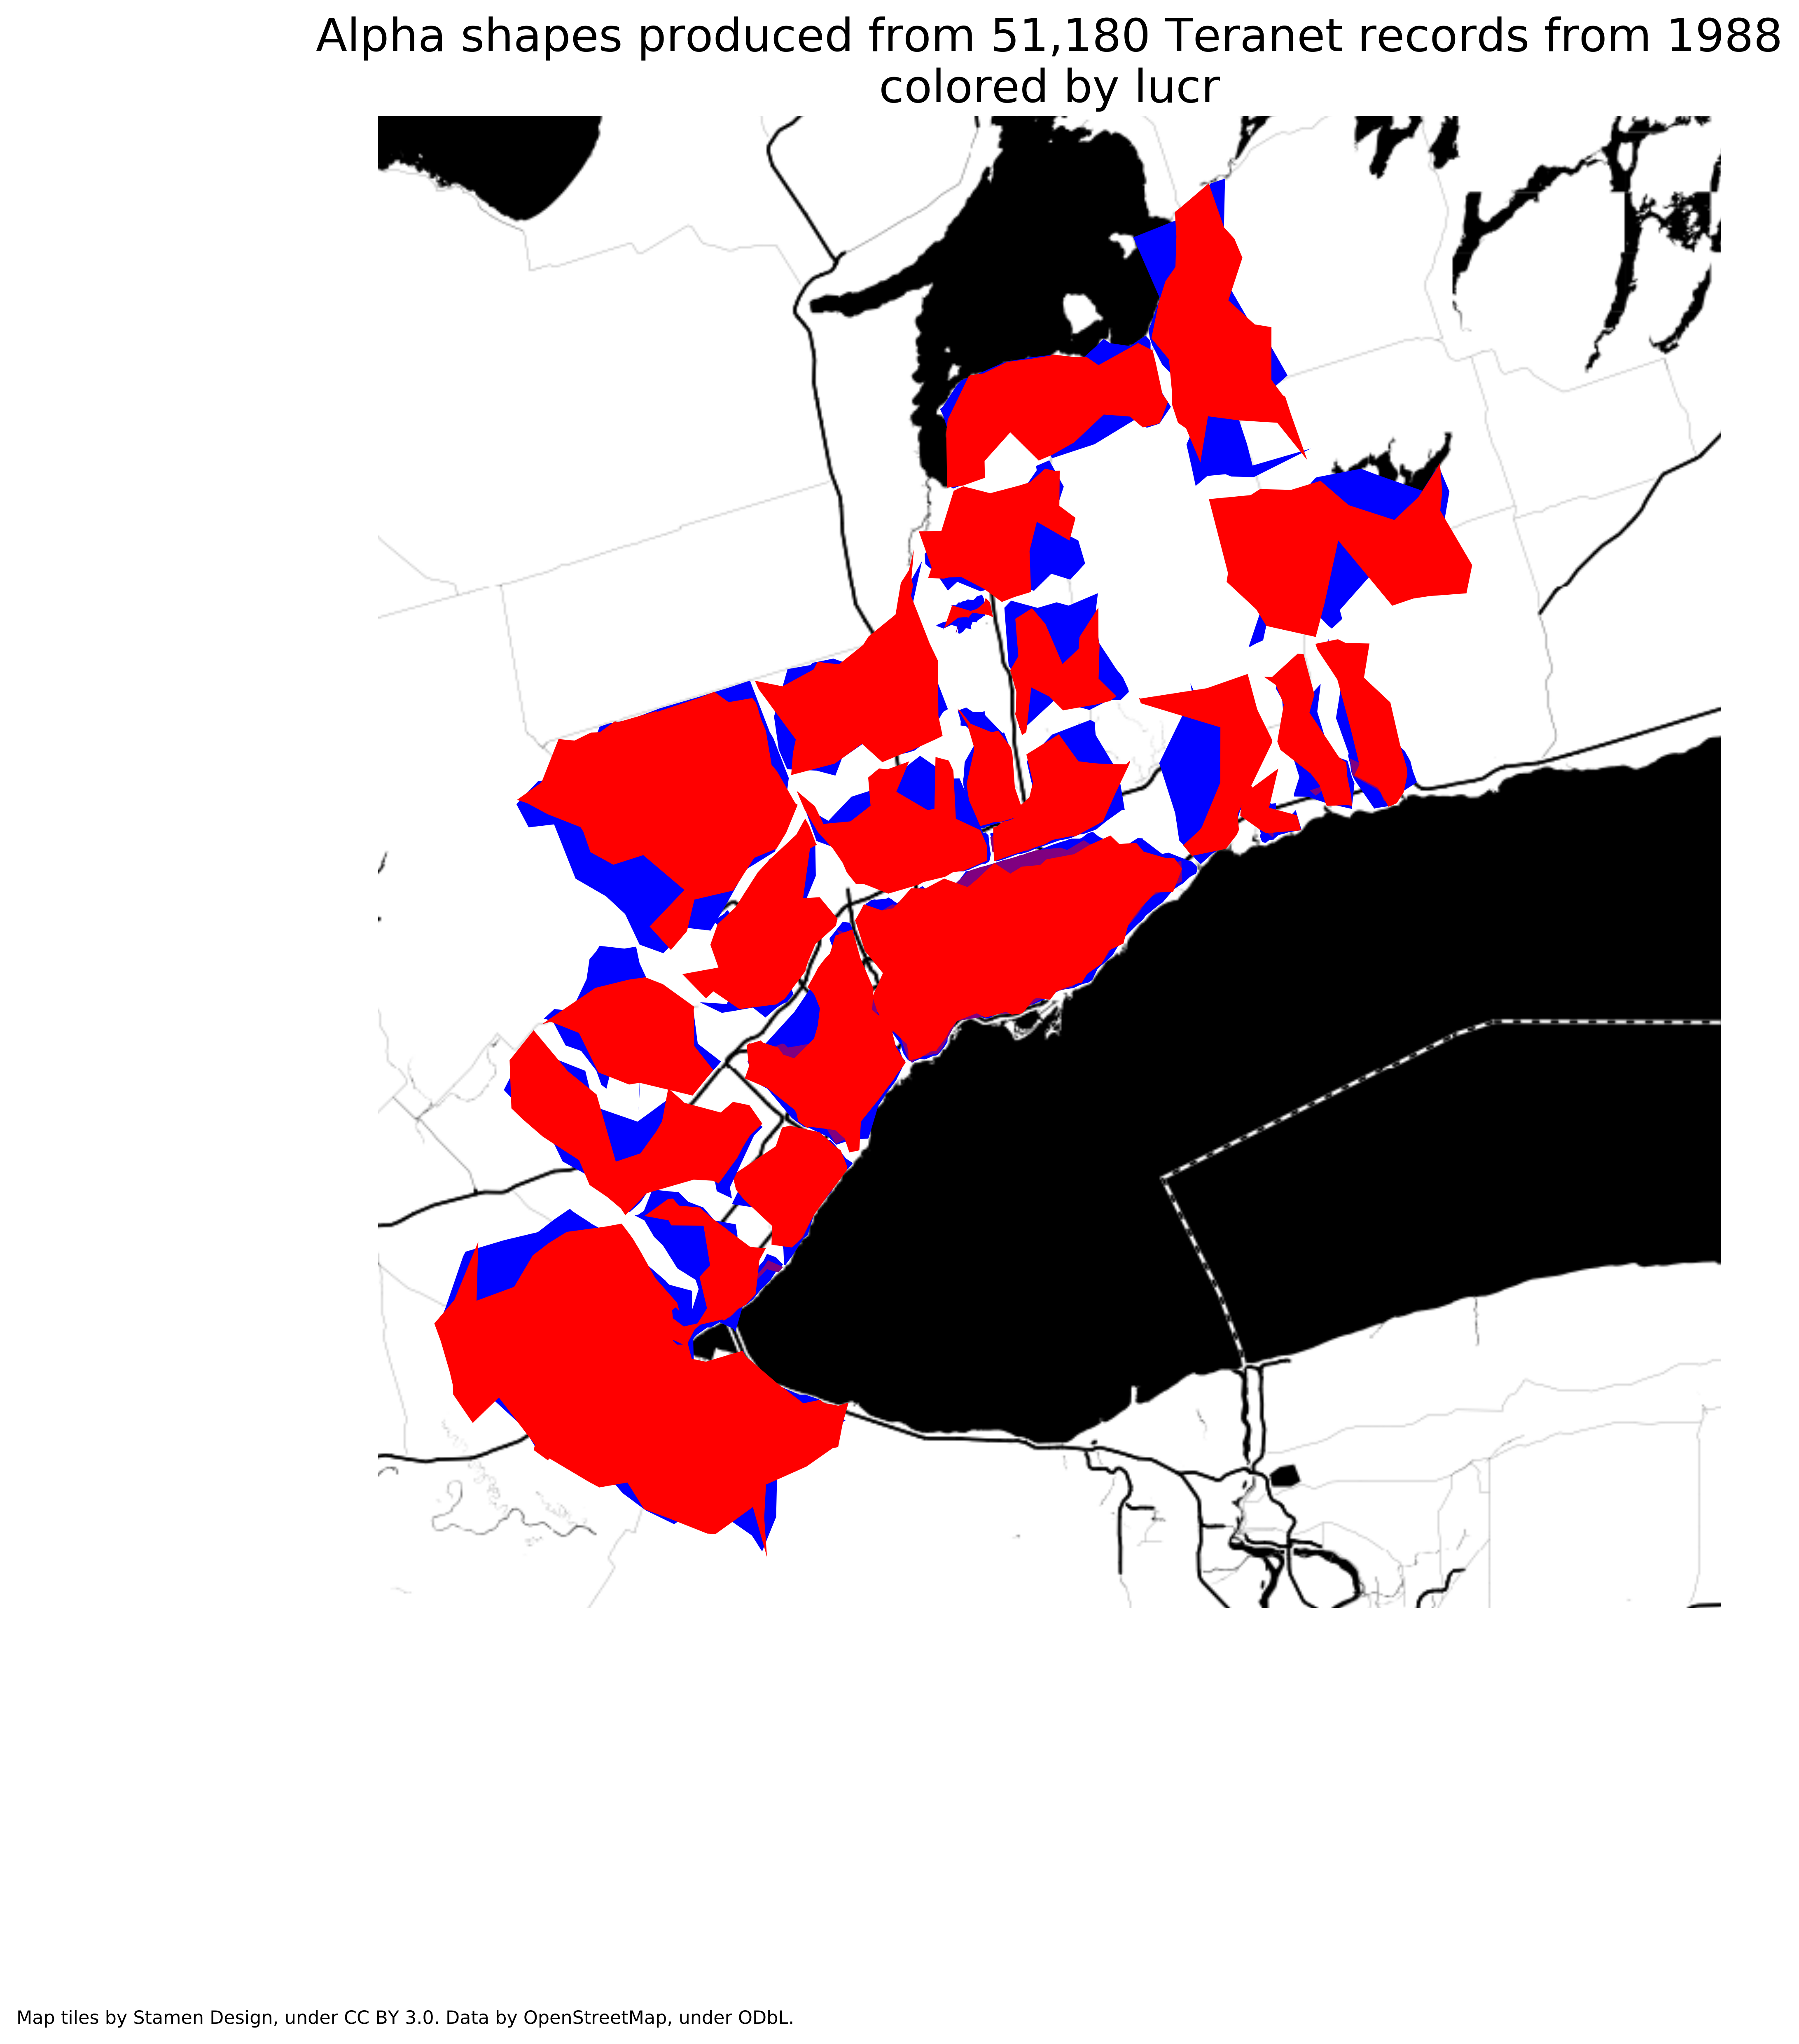 Alpha shapes produced from 51,180 Teranet records from 1988
colored by lucr
Map tiles by Stamen Design, under CC BY 3.0. Data by OpenStreetMap, under ODbL.